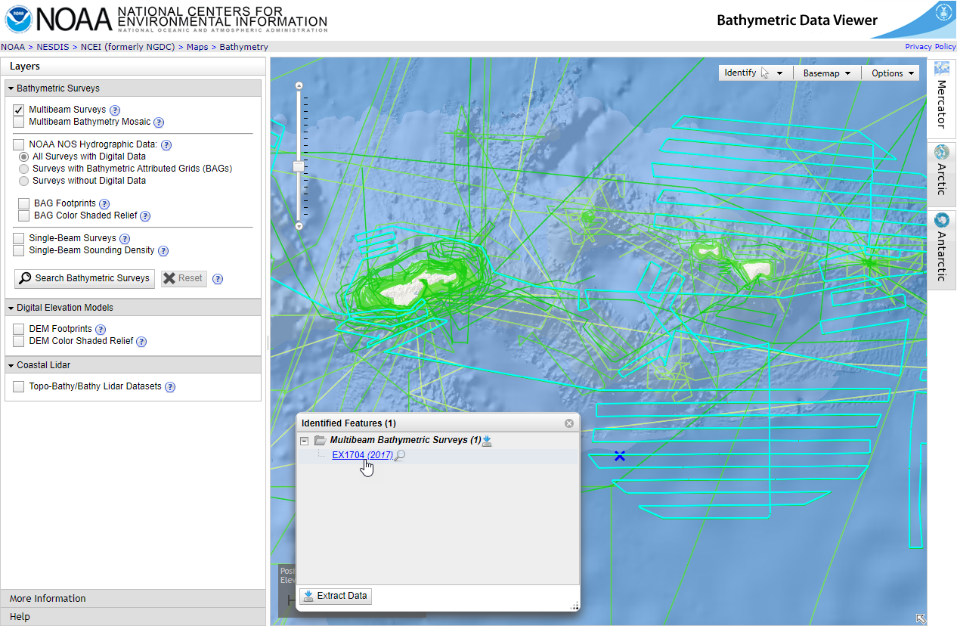 NOAA NATIONAL CENTERS FOR
ENVIRONMENTAL INFORMATION
NATIONAL OCEANIC AND ATMOSPHERIC ADMINISTRATION
Bathymetric Data Viewer
NOAA > NESDIS > NCEI (formerly NGDC) > Maps > Bathymetry
Privacy Policy
Layers
Bathymetric Surveys
Multibeam Surveys ?
Multibeam Bathymetry Mosaic ?
NOAA NOS Hydrographic Data: ?
All Surveys with Digital Data
Surveys with Bathymetric Attributed Grids (BAGs)
Surveys without Digital Data
BAG Footprints ?
BAG Color Shaded Relief ?
Single-Beam Surveys ?
Single-Beam Sounding Density ?
Search Bathymetric Surveys Reset ?
Digital Elevation Models
DEM Footprints ?
DEM Color Shaded Relief ?
Coastal Lidar
Topo-Bathy/Bathy Lidar Datasets ?
More Information
Help
Identify Basemap Options
Mercator
Arctic
Antarctic
Identified Features (1)
Multibeam Bathymetric Surveys (1)
EX1704 (2017)
Extract Data